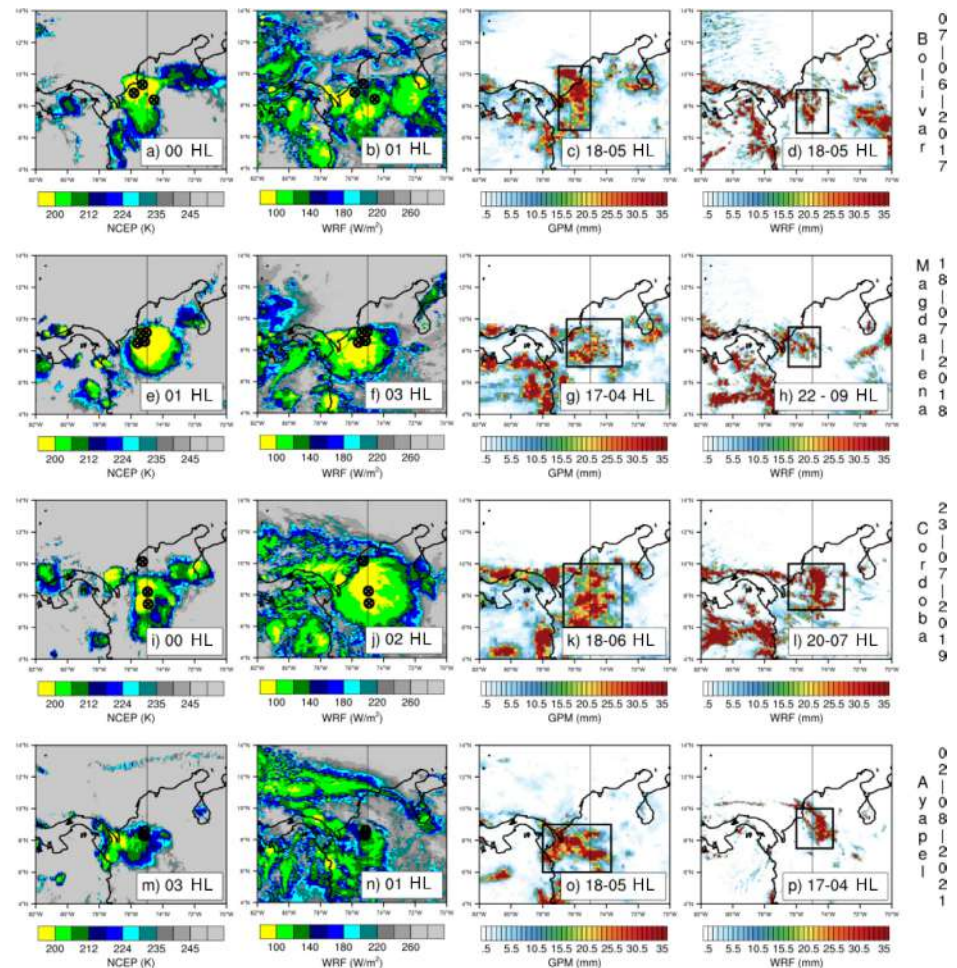 a) 00 HL
b) 01 HL
c) 18-05 HL
d) 18-05 HL
200 212 224 235 245
100 140 180 220 260
.5 5.5 10.5 15.5 20.5 25.5 30.5 35
.5 5.5 10.5 15.5 20.5 25.5 30.5 35
NCEP (K)
WRF (W/m²)
GPM (mm)
WRF (mm)
Bolivar
07|06|2017
e) 01 HL
f) 03 HL
g) 17-04 HL
h) 22 - 09 HL
200 212 224 235 245
100 140 180 220 260
.5 5.5 10.5 15.5 20.5 25.5 30.5 35
.5 5.5 10.5 15.5 20.5 25.5 30.5 35
NCEP (K)
WRF (W/m²)
GPM (mm)
WRF (mm)
Magdalena
18|07|2018
i) 00 HL
j) 02 HL
k) 18-06 HL
l) 20-07 HL
200 212 224 235 245
100 140 180 220 260
.5 5.5 10.5 15.5 20.5 25.5 30.5 35
.5 5.5 10.5 15.5 20.5 25.5 30.5 35
NCEP (K)
WRF (W/m²)
GPM (mm)
WRF (mm)
Cordoba
23|07|2019
m) 03 HL
n) 01 HL
o) 18-05 HL
p) 17-04 HL
200 212 224 235 245
100 140 180 220 260
.5 5.5 10.5 15.5 20.5 25.5 30.5 35
.5 5.5 10.5 15.5 20.5 25.5 30.5 35
NCEP (K)
WRF (W/m²)
GPM (mm)
WRF (mm)
Ayapel
02|08|2021